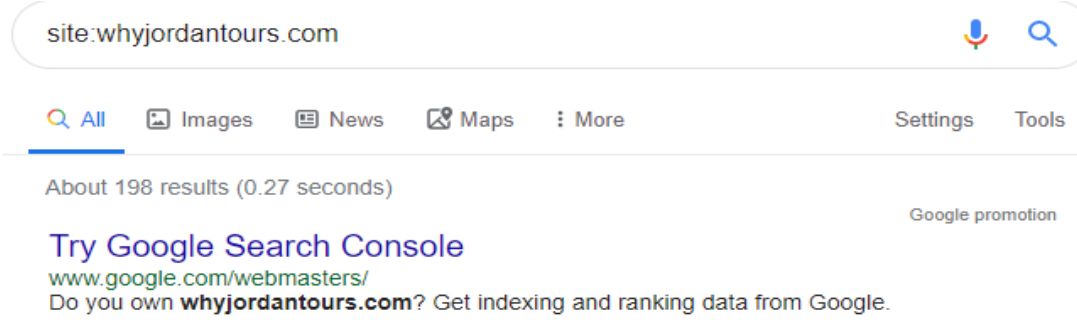 site:whyjordantours.com
All Images News Maps More Settings Tools
About 198 results (0.27 seconds)
Google promotion
Try Google Search Console
www.google.com/webmasters/
Do you own whyjordantours.com? Get indexing and ranking data from Google.